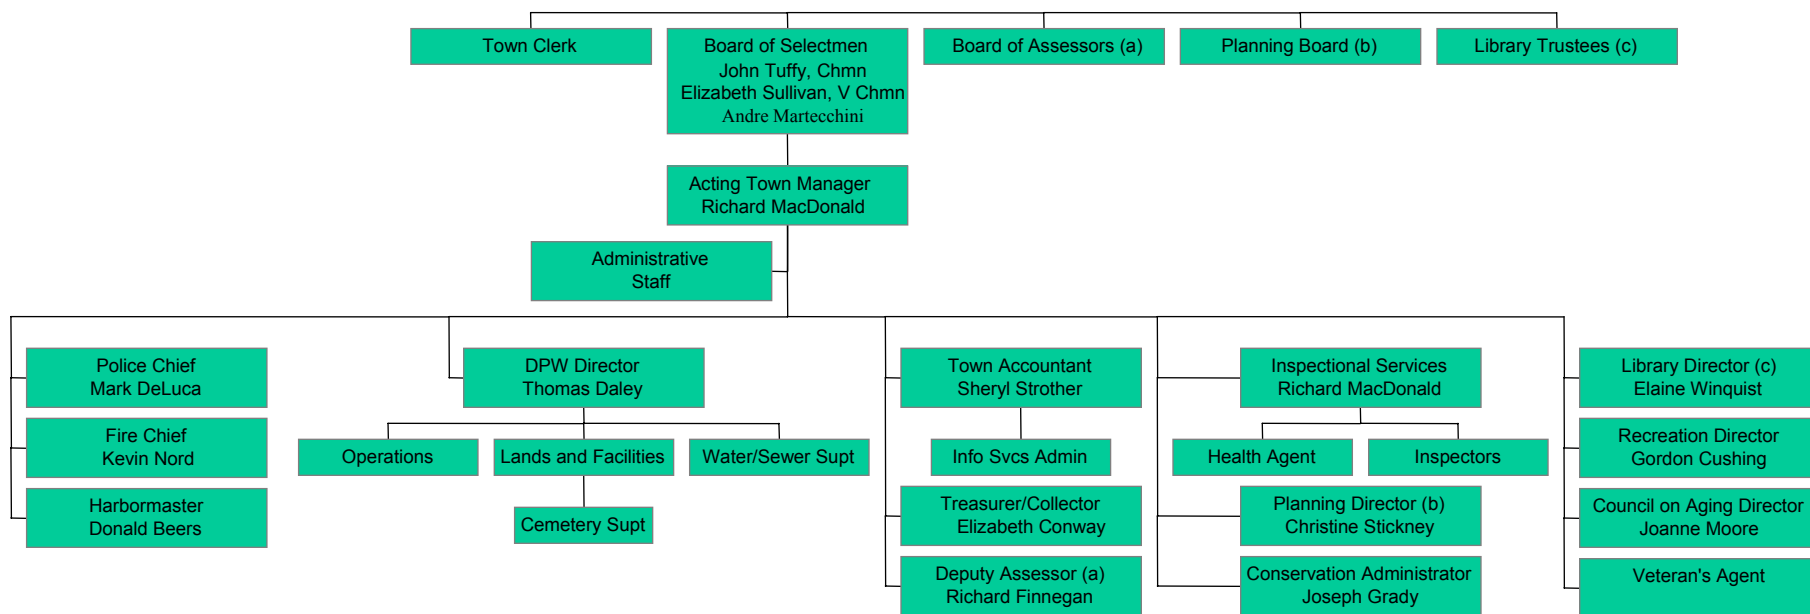 Town Clerk
Board of Selectmen
John Tuffy, Chmn
Elizabeth Sullivan, V Chmn
Andre Martecchini
Board of Assessors (a)
Planning Board (b)
Library Trustees (c)
Acting Town Manager
Richard MacDonald
Administrative
Staff
Police Chief
Mark DeLuca
Fire Chief
Kevin Nord
Harbormaster
Donald Beers
DPW Director
Thomas Daley
Operations
Lands and Facilities
Water/Sewer Supt
Cemetery Supt
Town Accountant
Sheryl Strother
Info Svcs Admin
Treasurer/Collector
Elizabeth Conway
Deputy Assessor (a)
Richard Finnegan
Inspectional Services
Richard MacDonald
Health Agent
Inspectors
Planning Director (b)
Christine Stickney
Conservation Administrator
Joseph Grady
Library Director (c)
Elaine Winquist
Recreation Director
Gordon Cushing
Council on Aging Director
Joanne Moore
Veteran's Agent